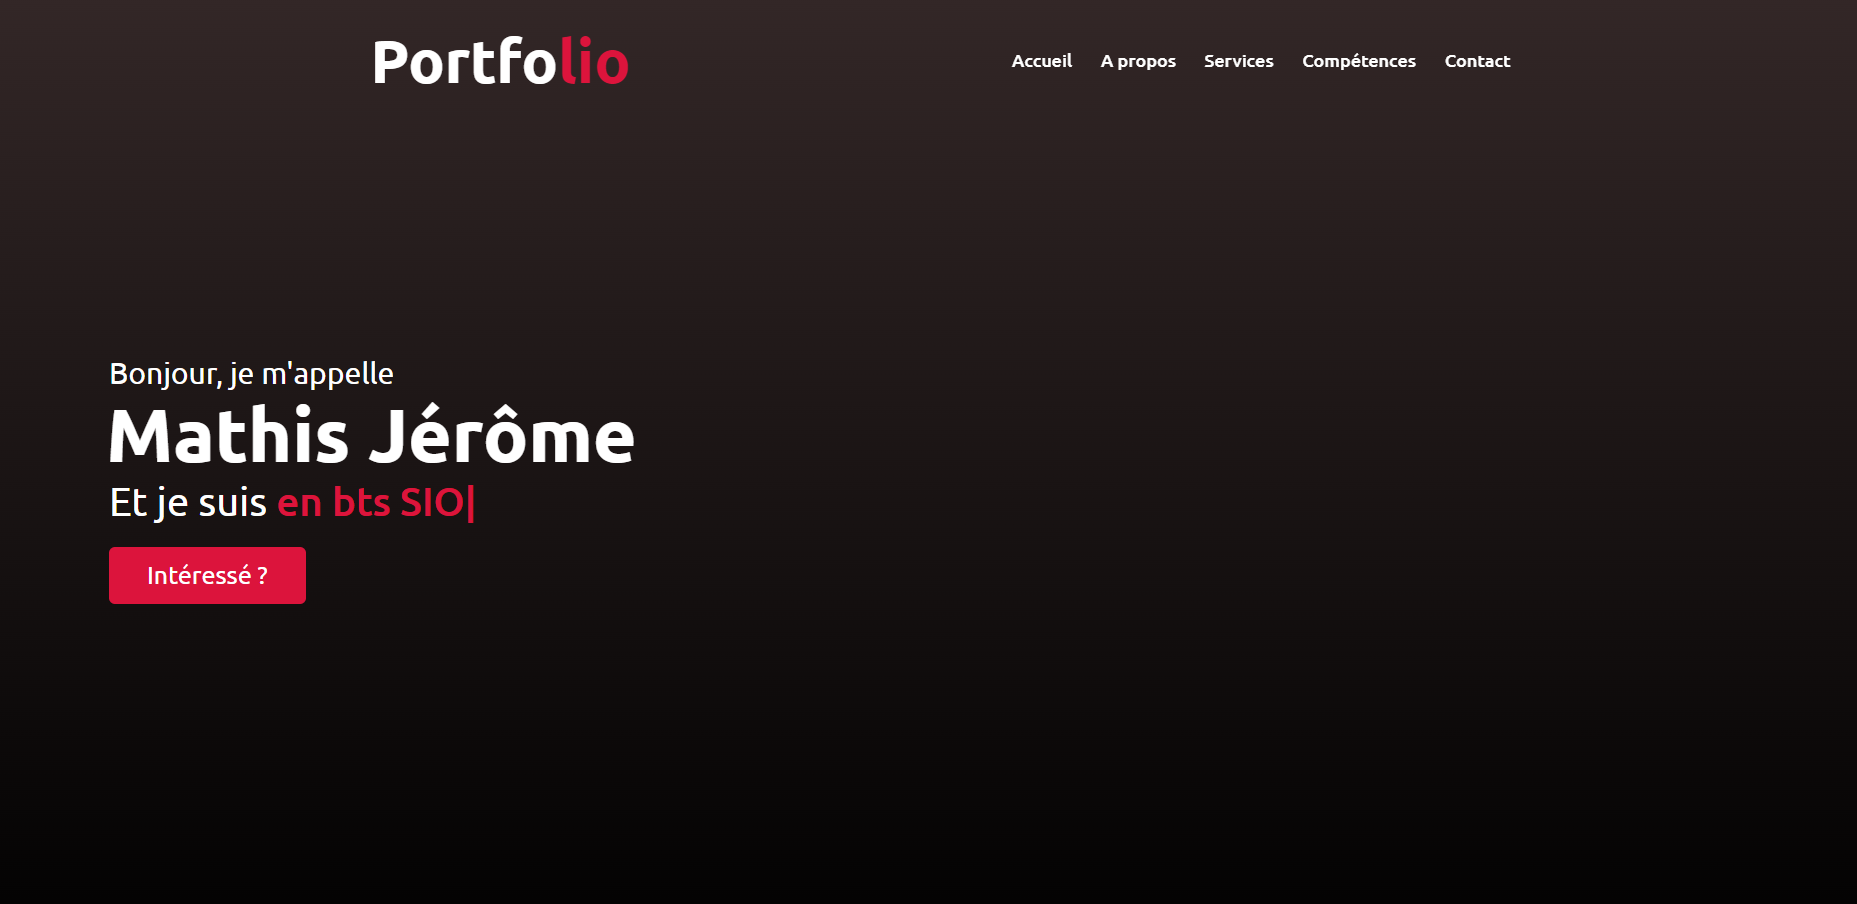 Portfolio
Accueil A propos Services Compétences Contact
Bonjour, je m'appelle
Mathis Jérôme
Et je suis en bts SIO|
Intéressé ?